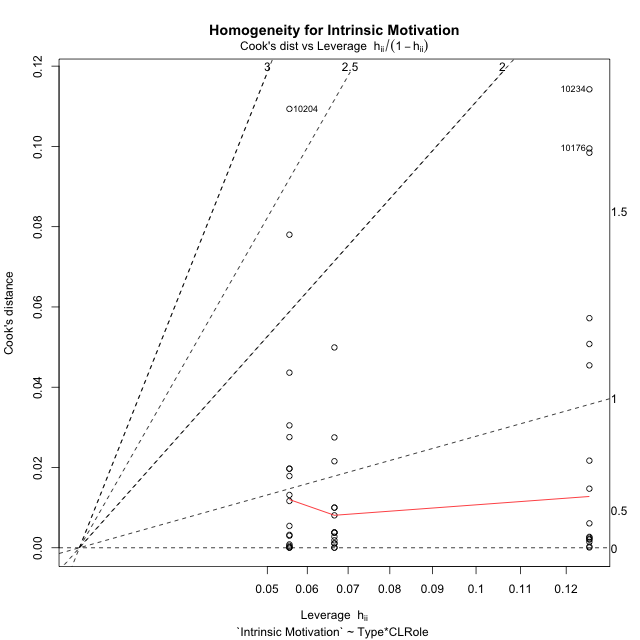 Homogeneity for Intrinsic Motivation
Cook's dist vs Leverage hii/(1 − hii)
3
2.5
2
0.12
10234
10204
0.10
10176
1.5
0.08
0.06
Cook's distance
0.04
1
0.02
0.5
0.00
0
0.05 0.06 0.07 0.08 0.09 0.1 0.11 0.12
Leverage hii
`Intrinsic Motivation` ~ Type*CLRole